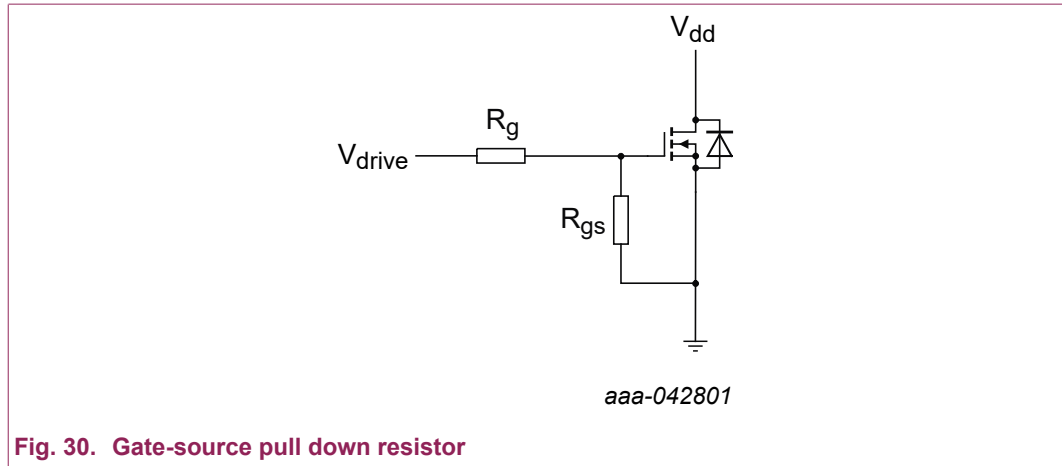 Vdd
Rg
Vdrive
Rgs
aaa-042801
Fig. 30. Gate-source pull down resistor